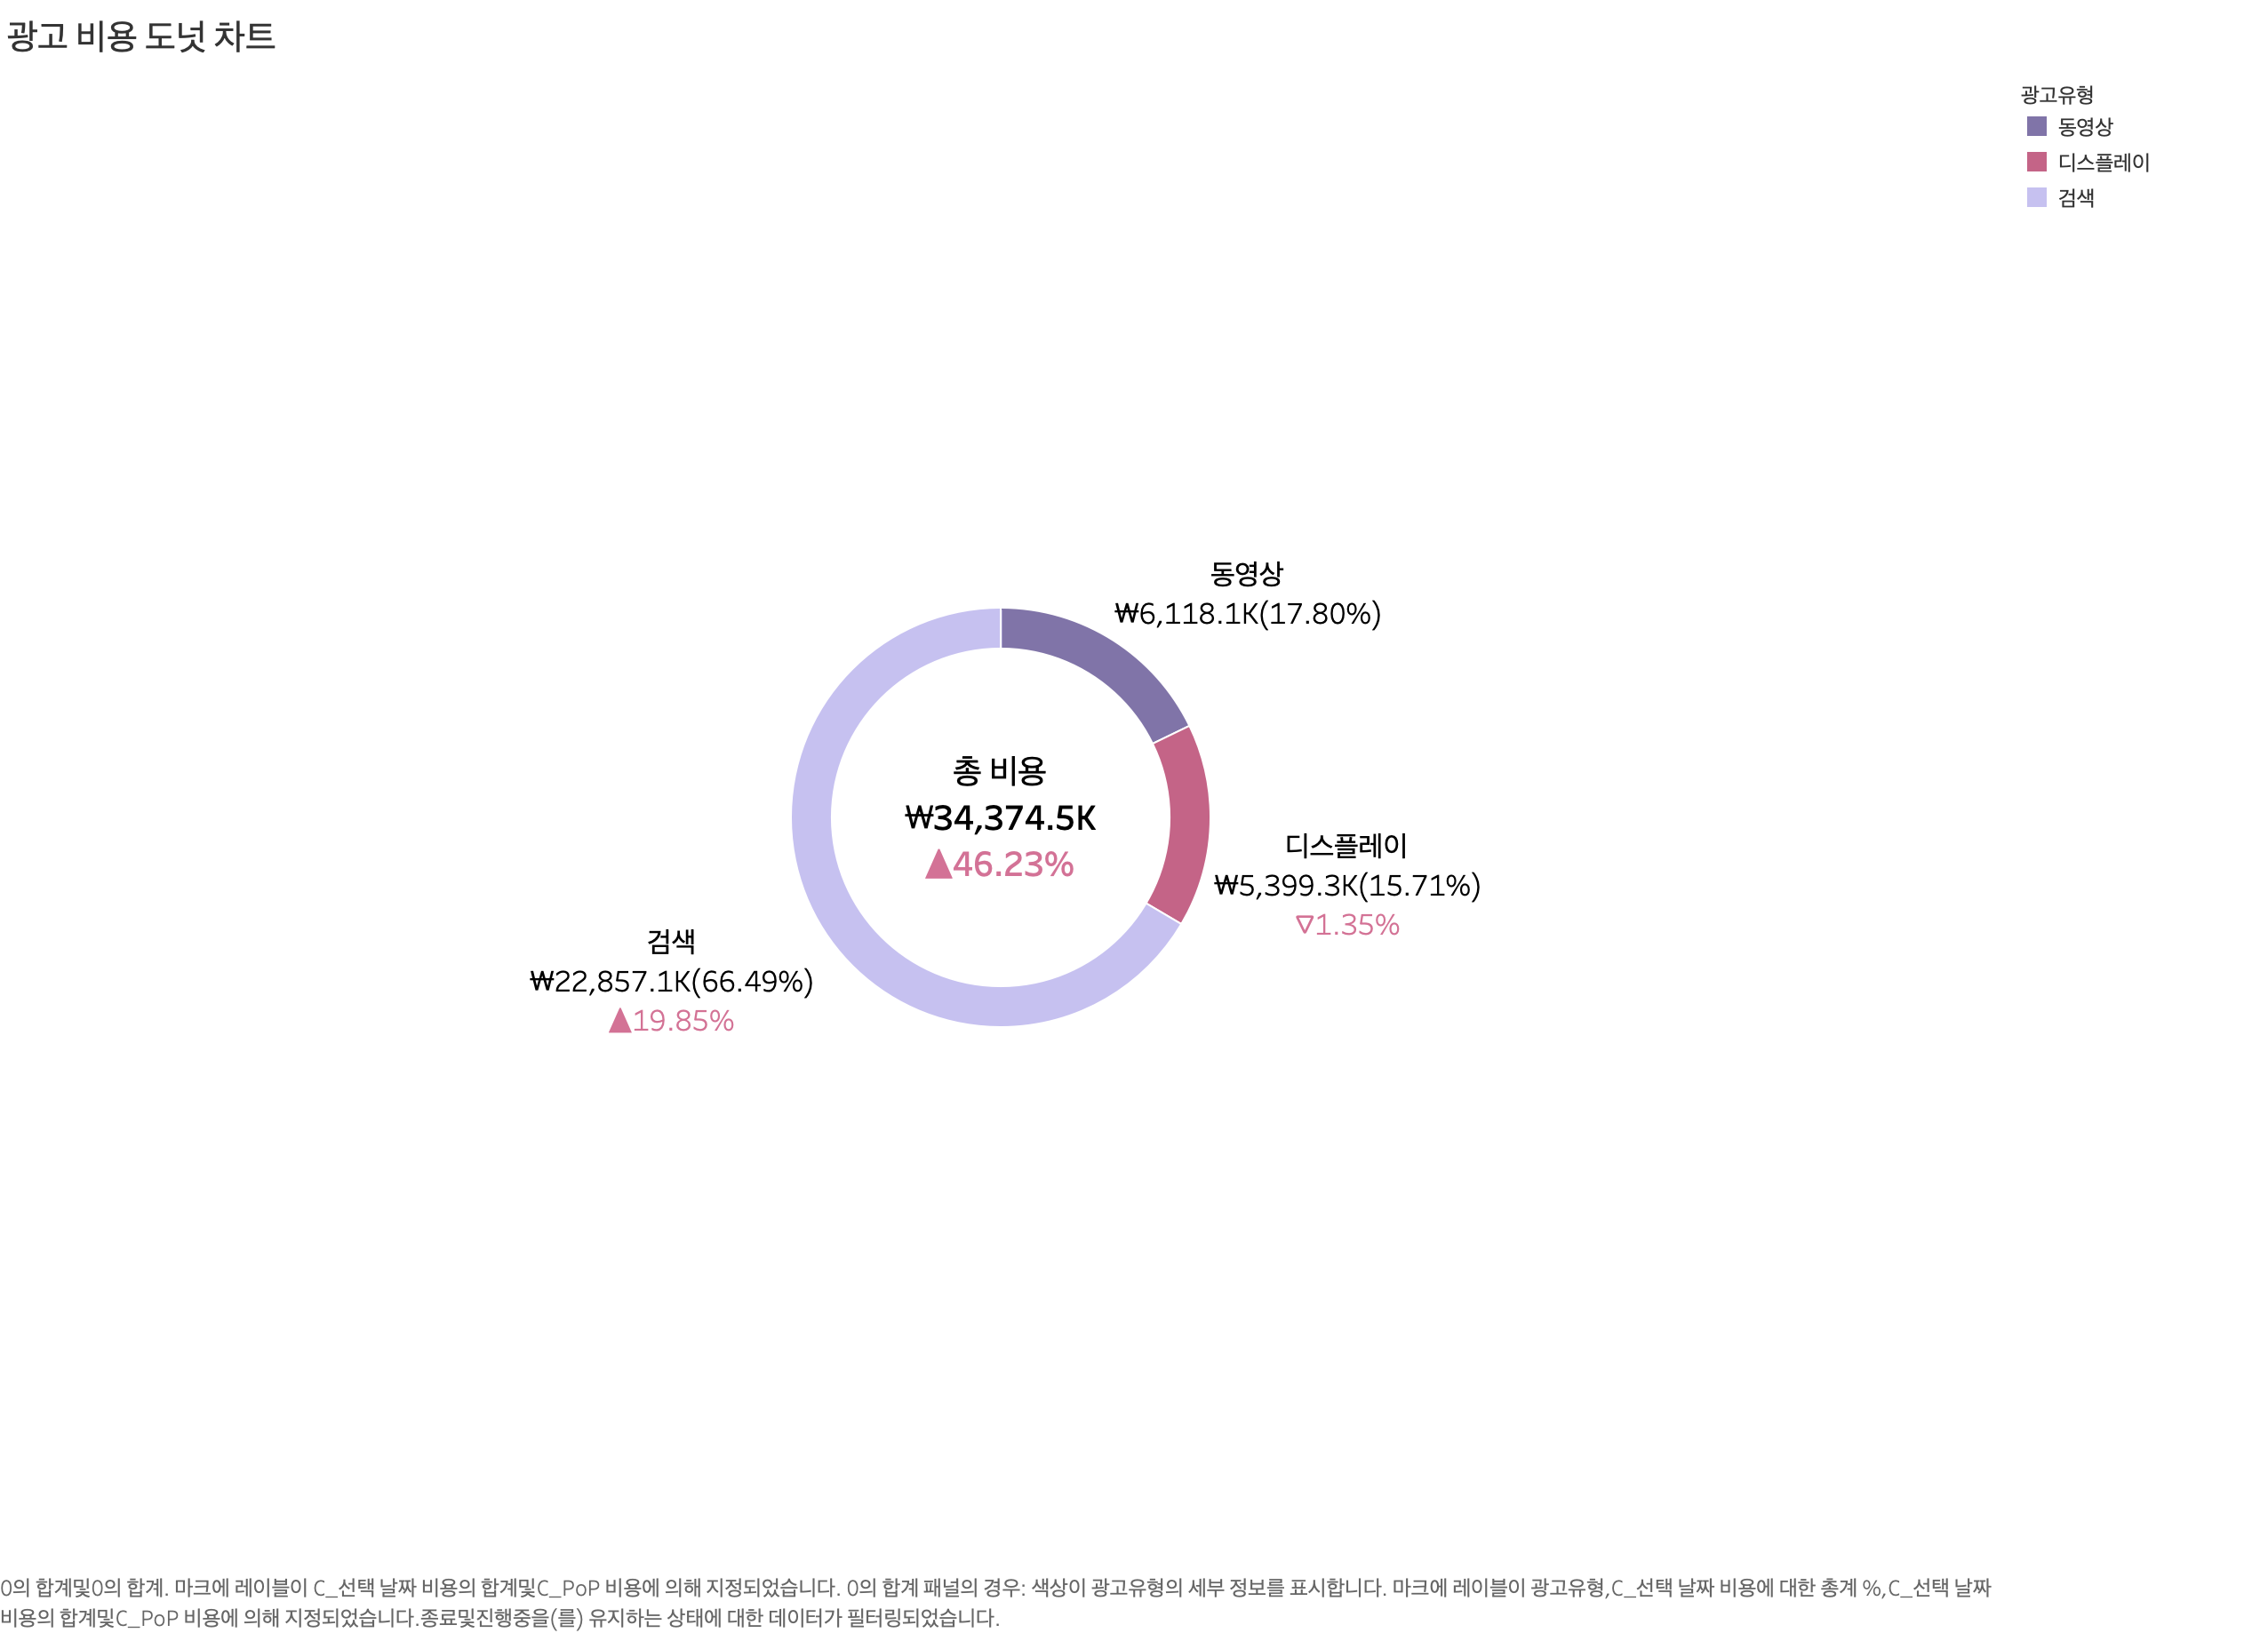 광고 비용 도넛 차트
광고유형
동영상
디스플레이
검색
동영상
₩6,118.1K(17.80%)
총 비용
₩34,374.5K
▲46.23%
디스플레이
₩5,399.3K(15.71%)
▽1.35%
검색
₩22,857.1K(66.49%)
▲19.85%
0의 합계및0의 합계. 마크에 레이블이 C_선택 날짜 비용의 합계및C_PoP 비용에 의해 지정되었습니다. 0의 합계 패널의 경우: 색상이 광고유형의 세부 정보를 표시합니다. 마크에 레이블이 광고유형,C_선택 날짜 비용에 대한 총계 %,C_선택 날짜
비용의 합계및C_PoP 비용에 의해 지정되었습니다.종료및진행중을(를) 유지하는 상태에 대한 데이터가 필터링되었습니다.